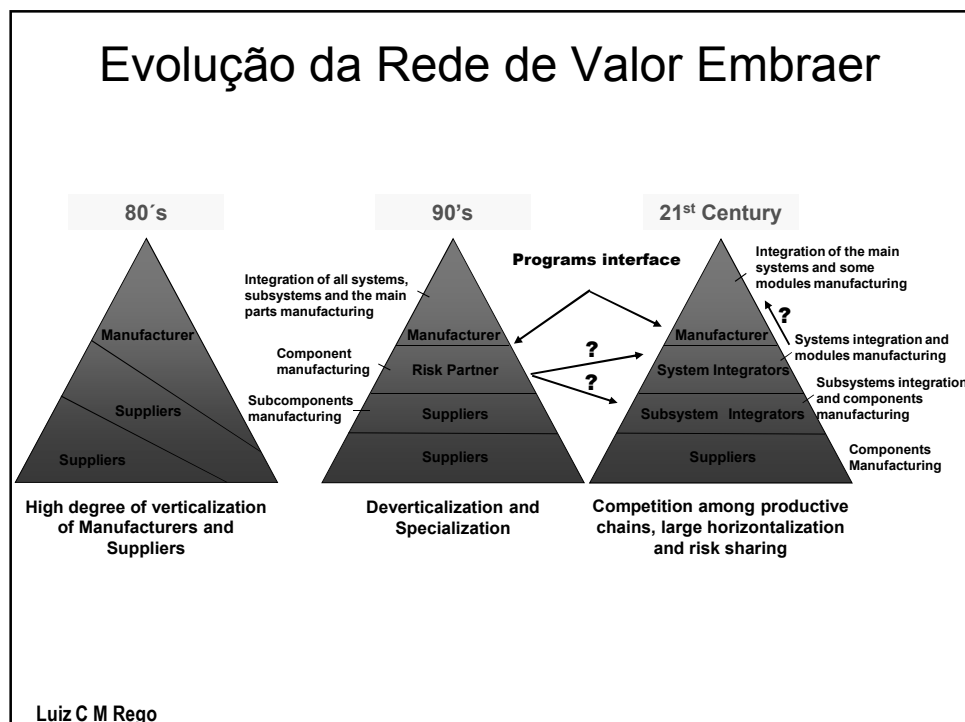 Evolução da Rede de Valor Embraer
80´s
90’s
21st Century
Manufacturer
Suppliers
Suppliers
High degree of verticalization
of Manufacturers and
Suppliers
Integration of all systems,
subsystems and the main
parts manufacturing
Component
manufacturing
Subcomponents
manufacturing
Manufacturer
Risk Partner
Suppliers
Suppliers
Deverticalization and
Specialization
Programs interface
?
?
Manufacturer
System Integrators
Subsystem Integrators
Suppliers
Integration of the main
systems and some
modules manufacturing
?
Systems integration and
modules manufacturing
Subsystems integration
and components
manufacturing
Components
Manufacturing
Competition among productive
chains, large horizontalization
and risk sharing
Luiz C M Rego